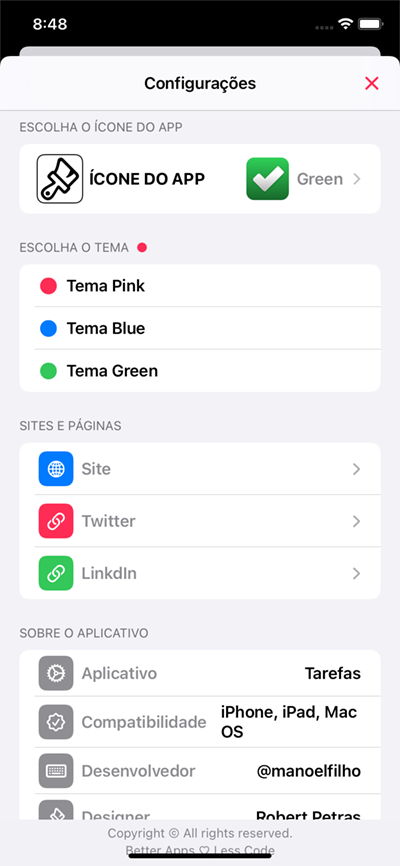 8:48
Configurações
ESCOLHA O ÍCONE DO APP
ÍCONE DO APP Green
ESCOLHA O TEMA
Tema Pink
Tema Blue
Tema Green
SITES E PÁGINAS
Site
Twitter
LinkdIn
SOBRE O APLICATIVO
Aplicativo Tarefas
Compatibilidade iPhone, iPad, Mac
OS
Desenvolvedor @manoelfilho
Designer Robert Petras
Copyright © All rights reserved.
Better Apps ♡ Less Code